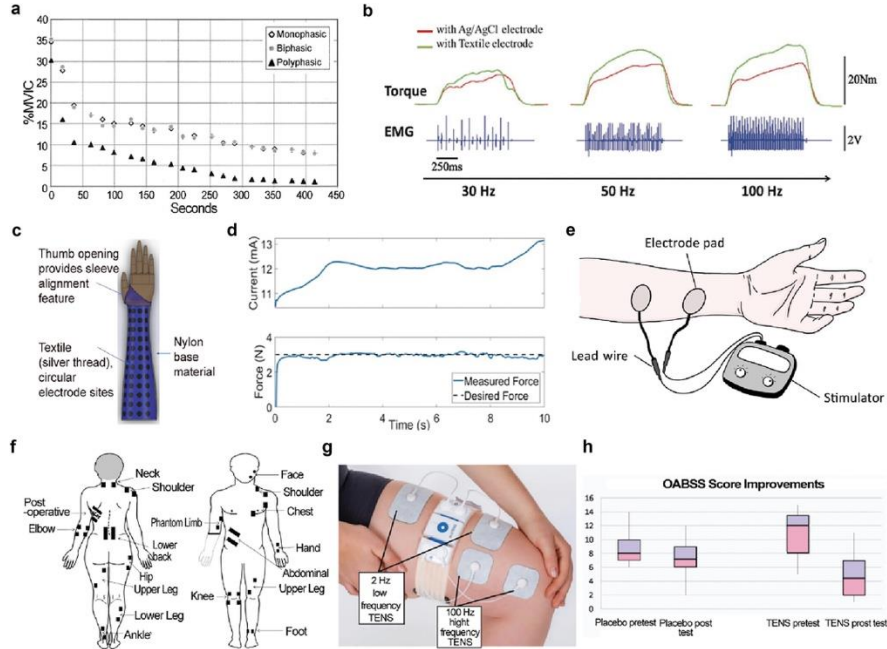 a
%MVIC
40
35
30
25
20
15
10
5
0
Monophasic
Biphasic
Polyphasic
0 50 100 150 200 250 300 350 400 450
Seconds
b
with Ag/AgCl electrode
with Textile electrode
Torque
20Nm
EMG
2V
250ms
30 Hz 50 Hz 100 Hz
c
Thumb opening
provides sleeve
alignment
feature
Textile
(silver thread),
circular
electrode sites
Nylon
base
material
d
Current (mA)
13
12
11
Force (N)
4
2
0
Measured Force
Desired Force
0 2 4 6 8 10
Time (s)
e
Electrode pad
Lead wire
Stimulator
f
Neck
Shoulder
Post
-operative
Elbow
Lower
back
Hip
Upper Leg
Lower Leg
Ankle
Face
Shoulder
Chest
Phantom Limb
Hand
Abdominal
Upper Leg
Knee
Foot
g
2 Hz
low
frequency
TENS
100 Hz
hight
frequency
TENS
h
OABSS Score Improvements
16
14
12
10
8
6
4
2
0
Placebo pretest
Placebo post
test
TENS pretest
TENS prost test